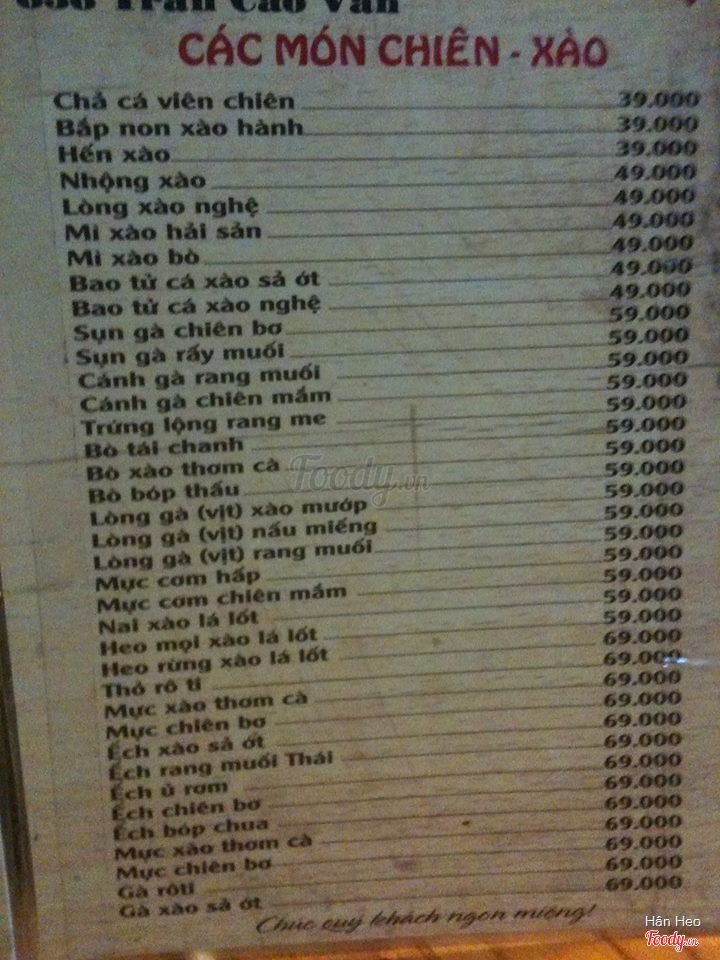 638 Trần Cao Vân
CÁC MÓN CHIÊN - XÀO
Chả cá viên chiên 39.000
Bắp non xào hành 39.000
Hến xào 39.000
Nhộng xào 49.000
Lòng xào nghệ 49.000
Mì xào hải sản 49.000
Mì xào bò 49.000
Bao tử cá xào sả ớt 49.000
Bao tử cá xào nghệ 49.000
Sụn gà chiên bơ 59.000
Sụn gà rấy muối 59.000
Cánh gà rang muối 59.000
Cánh gà chiên mắm 59.000
Trứng lộng rang me 59.000
Bò tái chanh 59.000
Bò xào thơm cà 59.000
Bò bóp thấu 59.000
Lòng gà (vịt) xào mướp 59.000
Lòng gà (vịt) nấu miếng 59.000
Lòng gà (vịt) rang muối 59.000
Mực cơm hấp 59.000
Mực cơm chiên mắm 59.000
Nai xào lá lốt 59.000
Heo mọi xào lá lốt 59.000
Heo rừng xào lá lốt 69.000
Thỏ rô ti 69.000
Mực xào thơm cà 69.000
Mực chiên bơ 69.000
Ếch xào sả ớt 69.000
Ếch rang muối Thái 69.000
Ếch ủ rơm 69.000
Ếch chiên bơ 69.000
Ếch bóp chua 69.000
Mực xào thơm cà 69.000
Mực chiên bơ 69.000
Gà rôti 69.000
Gà xào sả ớt 69.000
Chúc quý khách ngon miệng!
Foody.vn
Hân Heo
Foody.vn